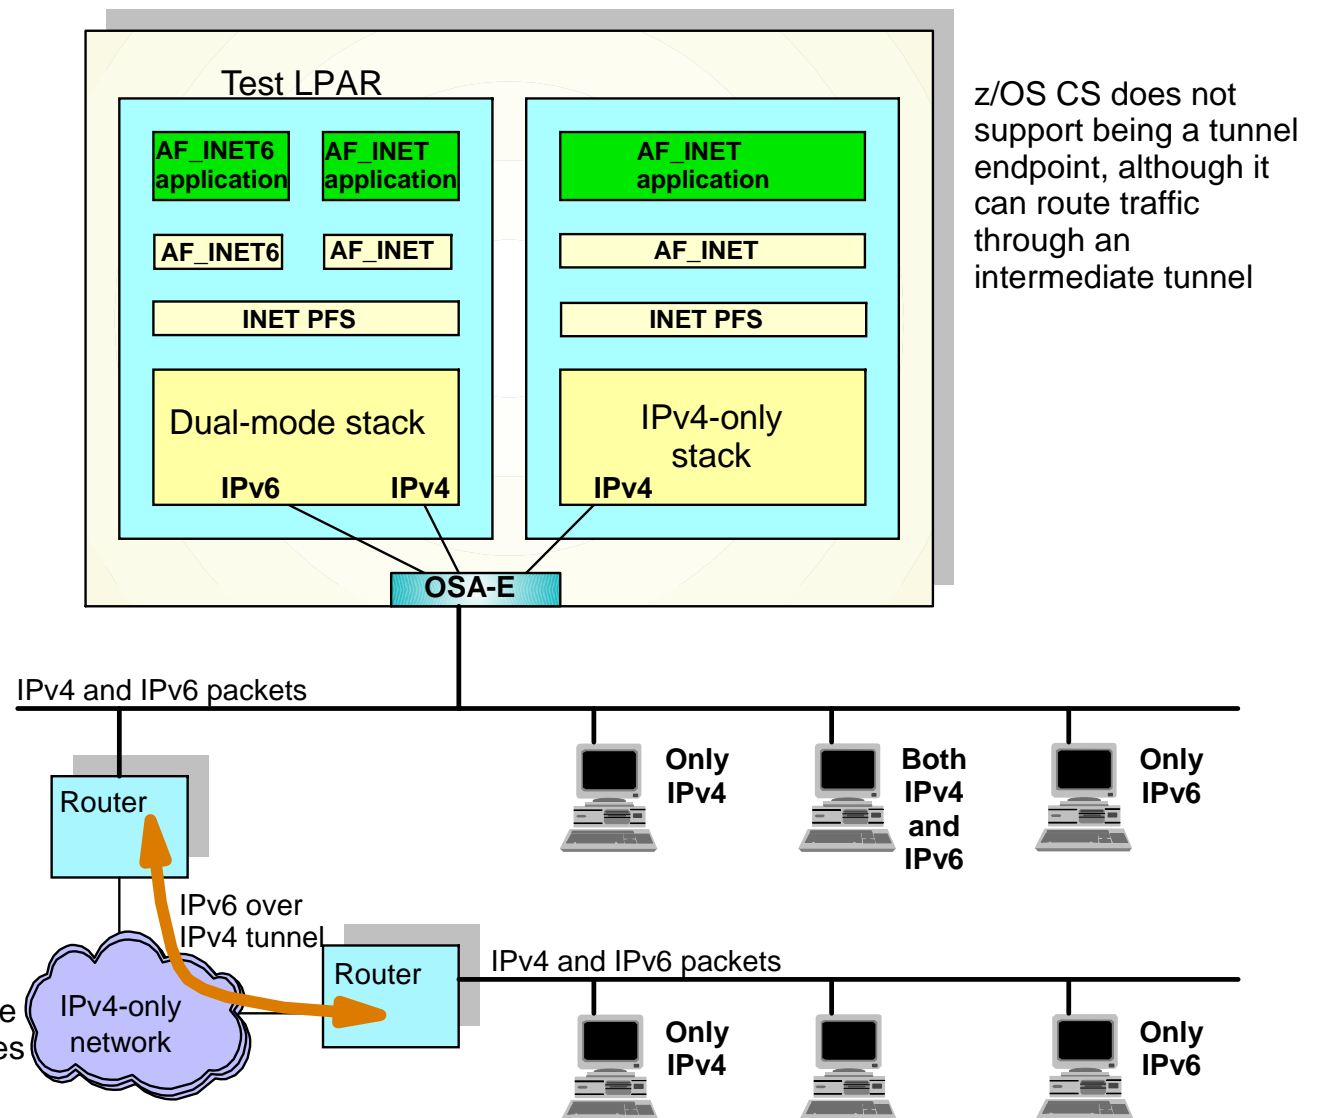 Test LPAR
AF_INET6
application
AF_INET
application
AF_INET
application
AF_INET6
AF_INET
AF_INET
INET PFS
INET PFS
Dual-mode stack
IPv6
IPv4
IPv4-only
stack
IPv4
OSA-E
z/OS CS does not
support being a tunnel
endpoint, although it
can route traffic
through an
intermediate tunnel
IPv4 and IPv6 packets
Router
Only
IPv4
Both
IPv4
and
IPv6
Only
IPv6
IPv6 over
IPv4 tunnel
Router
IPv4 and IPv6 packets
IPv4-only
network
Only
IPv4
Only
IPv6